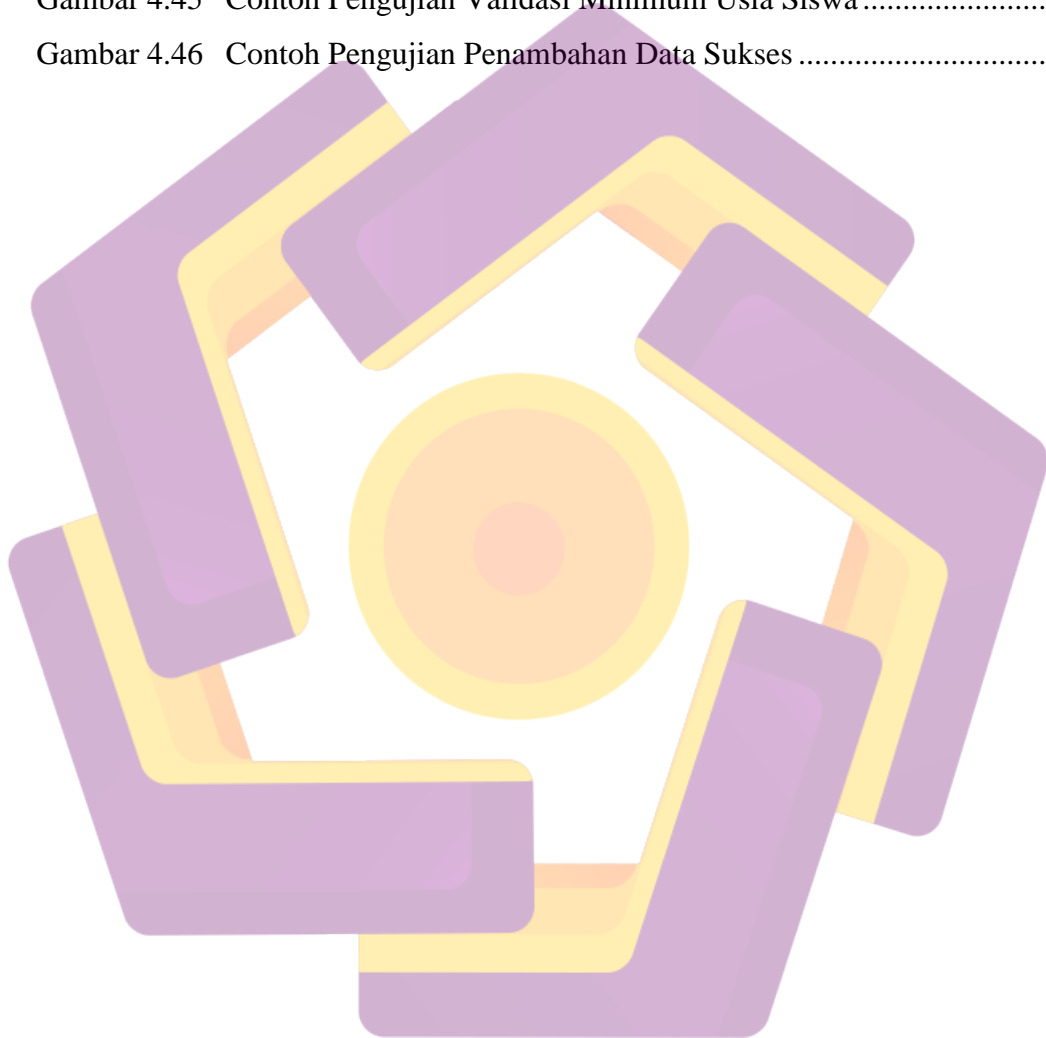 Gambar 4.45 Contoh Pengujian Validasi Minimum Usia Siswa.......................
Gambar 4.46 Contoh Pengujian Penambahan Data Sukses ...............................